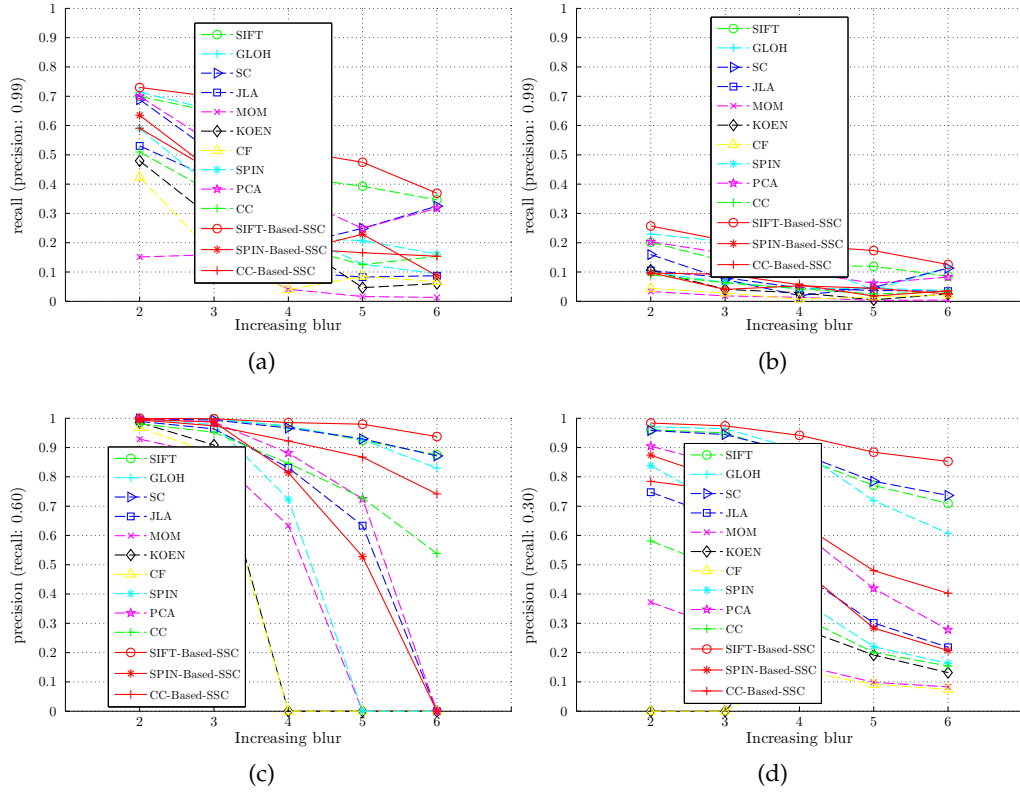 1
0.9
0.8
0.7
0.6
0.5
0.4
0.3
0.2
0.1
0
recall (precision: 0.99)
SIFT
GLOH
SC
JLA
MOM
KOEN
CF
SPIN
PCA
CC
SIFT-Based-SSC
SPIN-Based-SSC
CC-Based-SSC
2 3 4 5 6
Increasing blur
(a)
1
0.9
0.8
0.7
0.6
0.5
0.4
0.3
0.2
0.1
0
recall (precision: 0.99)
SIFT
GLOH
SC
JLA
MOM
KOEN
CF
SPIN
PCA
CC
SIFT-Based-SSC
SPIN-Based-SSC
CC-Based-SSC
2 3 4 5 6
Increasing blur
(b)
1
0.9
0.8
0.7
0.6
0.5
0.4
0.3
0.2
0.1
0
precision (recall: 0.60)
SIFT
GLOH
SC
JLA
MOM
KOEN
CF
SPIN
PCA
CC
SIFT-Based-SSC
SPIN-Based-SSC
CC-Based-SSC
2 3 4 5 6
Increasing blur
(c)
1
0.9
0.8
0.7
0.6
0.5
0.4
0.3
0.2
0.1
0
precision (recall: 0.30)
SIFT
GLOH
SC
JLA
MOM
KOEN
CF
SPIN
PCA
CC
SIFT-Based-SSC
SPIN-Based-SSC
CC-Based-SSC
2 3 4 5 6
Increasing blur
(d)